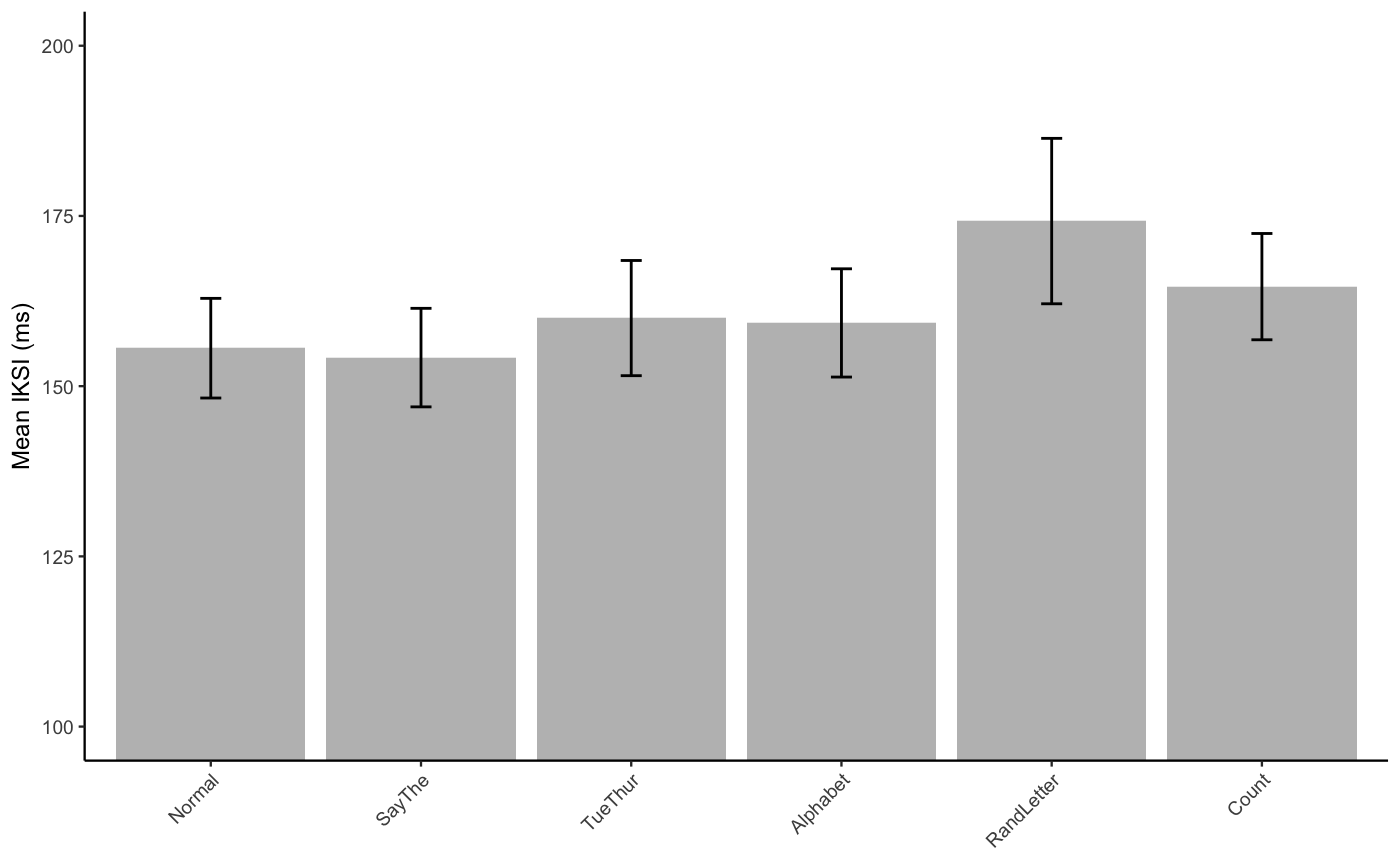 Mean IKSI (ms)
200
175
150
125
100
Normal
SayThe
TueThur
Alphabet
RandLetter
Count